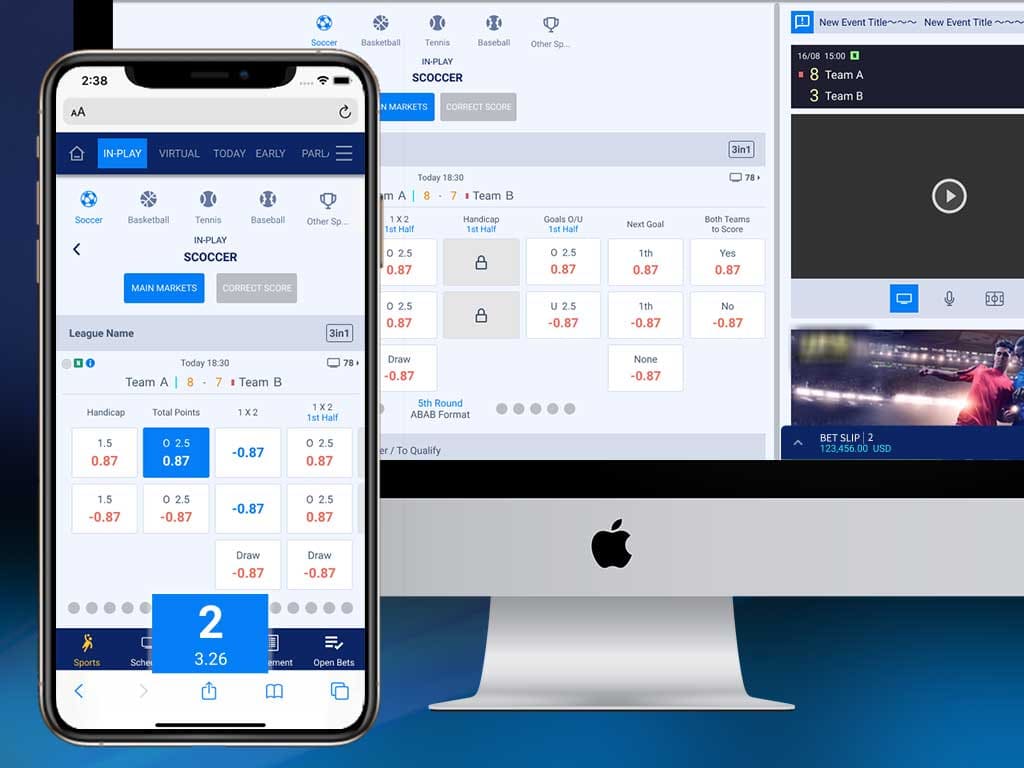 2:38
AA
IN-PLAY VIRTUAL TODAY EARLY PARL
Soccer Basketball Tennis Baseball Other Sp...
IN-PLAY
SCOCCER
MAIN MARKETS CORRECT SCORE
League Name 3in1
N i Today 18:30 78
Team A | 8 - 7 Team B
Handicap Total Points 1 X 2 1 X 2
1st Half
1.5 O 2.5 O 2.5
0.87 0.87 -0.87 0.87
1.5 O 2.5 O 2.5
-0.87 -0.87 -0.87 0.87
Draw Draw
-0.87 -0.87
2
3.26
Sports Sche ement Open Bets
Soccer Basketball Tennis Baseball Other Sp...
IN-PLAY
SCOCCER
N MARKETS CORRECT SCORE
3in1
Today 18:30 78
m A | 8 - 7 Team B
1 X 2 Handicap Goals O/U Next Goal Both Teams
1st Half 1st Half 1st Half to Score
O 2.5 O 2.5 1th Yes
0.87 0.87 0.87 0.87
O 2.5 U 2.5 1th No
0.87 -0.87 -0.87 -0.87
Draw None
-0.87 -0.87
5th Round
ABAB Format
er / To Qualify
New Event Title～～～ New Event Title ～～～
16/08 15:00 N
8 Team A
3 Team B
BET SLIP | 2
123,456.00 USD